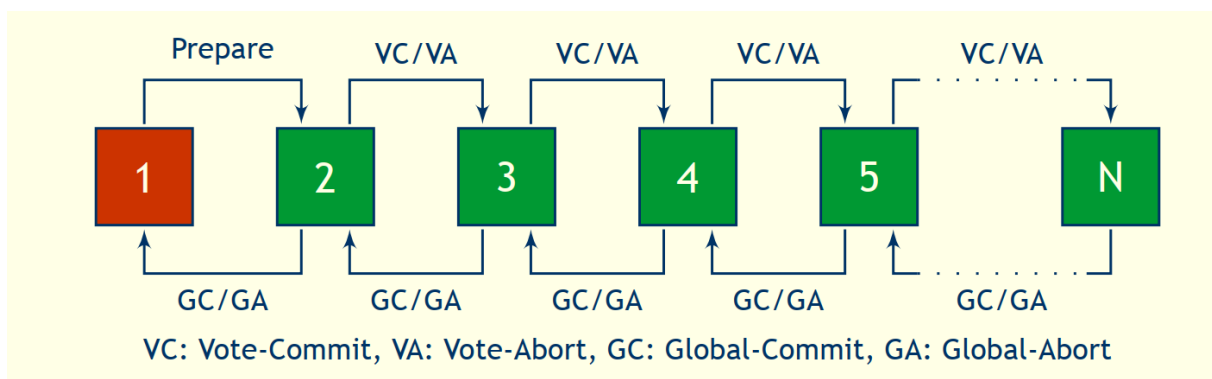 Prepare VC/VA VC/VA VC/VA VC/VA
1 2 3 4 5 N
GC/GA GC/GA GC/GA GC/GA GC/GA
VC: Vote-Commit, VA: Vote-Abort, GC: Global-Commit, GA: Global-Abort